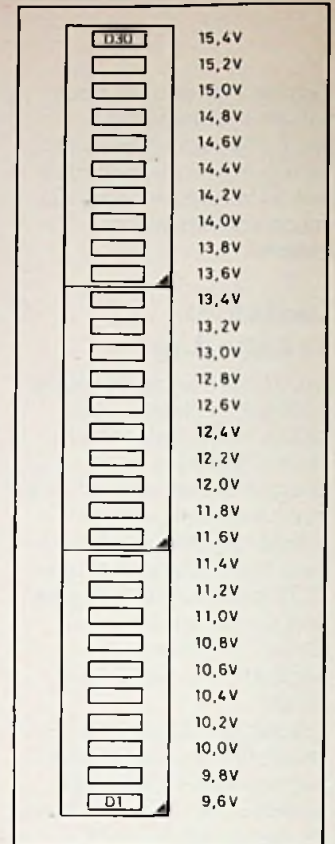 D30 15,4V
15,2V
15,0V
14,8V
14,6V
14,4V
14,2V
14,0V
13,8V
13,6V
13,4V
13,2V
13,0V
12,8V
12,6V
12,4V
12,2V
12,0V
11,8V
11,6V
11,4V
11,2V
11,0V
10,8V
10,6V
10,4V
10,2V
10,0V
9,8V
D1 9,6V